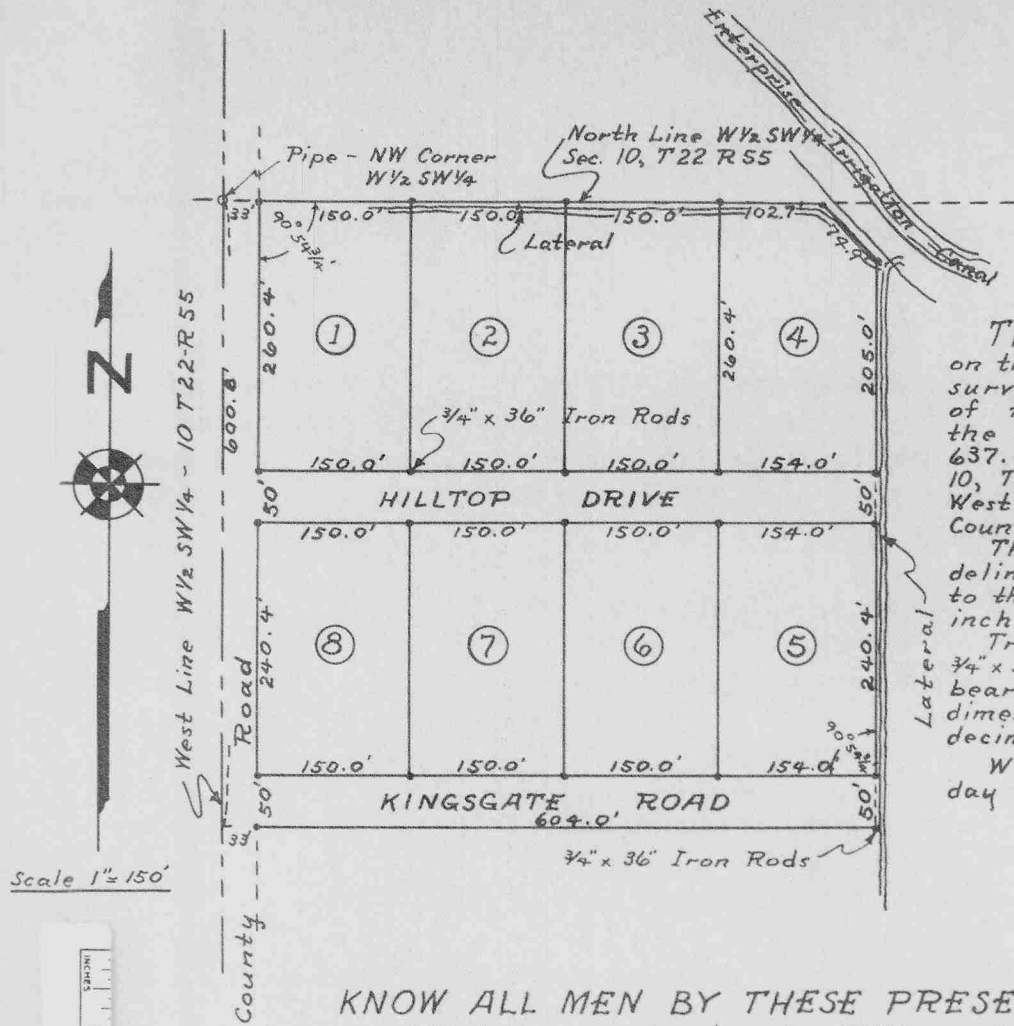 Enterprise Irrigation Canal
North Line W½ SW¼
Sec. 10, T22 R55
Pipe - NW Corner
W½ SW¼
33'
150.0'
150.0'
150.0'
102.7'
74.9'
90° 54¾'
Lateral
260.4'
1
2
3
260.4'
4
205.0'
N
West Line W½ SW¼ - 10 T22-R55
600.8'
¾" x 36" Iron Rods
150.0'
150.0'
150.0'
154.0'
50'
HILLTOP DRIVE
50'
150.0'
150.0'
150.0'
154.0'
240.4'
8
7
6
5
240.4'
Lateral
90° 54¾'
150.0'
150.0'
150.0'
154.0'
50'
KINGSGATE ROAD
50'
604.0'
33'
¾" x 36" Iron Rods
County Road
Scale 1"=150'
INCHES
on th
surv
of
the
637.
10, T
West
Coun
Th
delin
to th
inch
Tr
¾" x
bear
dime
decim
W
day
KNOW ALL MEN BY THESE PRESE